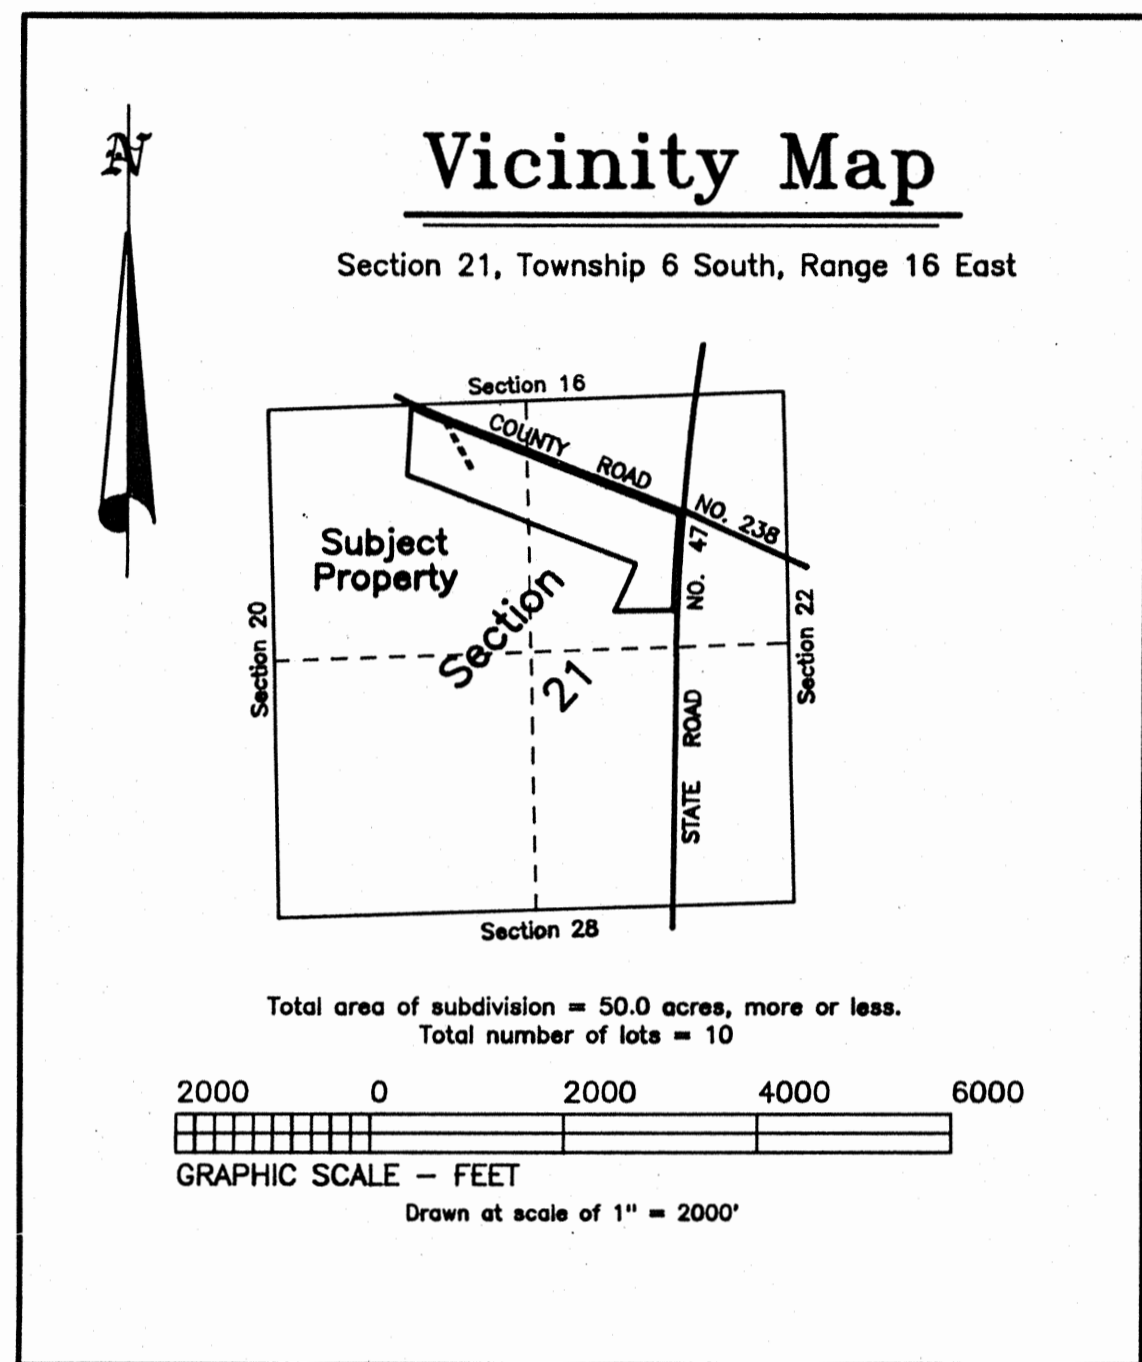 N
Vicinity Map
Section 21, Township 6 South, Range 16 East
Section 16
COUNTY ROAD NO. 238
Subject
Property
Section 20
Section
21
STATE ROAD NO. 47
Section 22
Section 28
Total area of subdivision = 50.0 acres, more or less.
Total number of lots = 10
2000 0 2000 4000 6000
GRAPHIC SCALE – FEET
Drawn at scale of 1" = 2000'